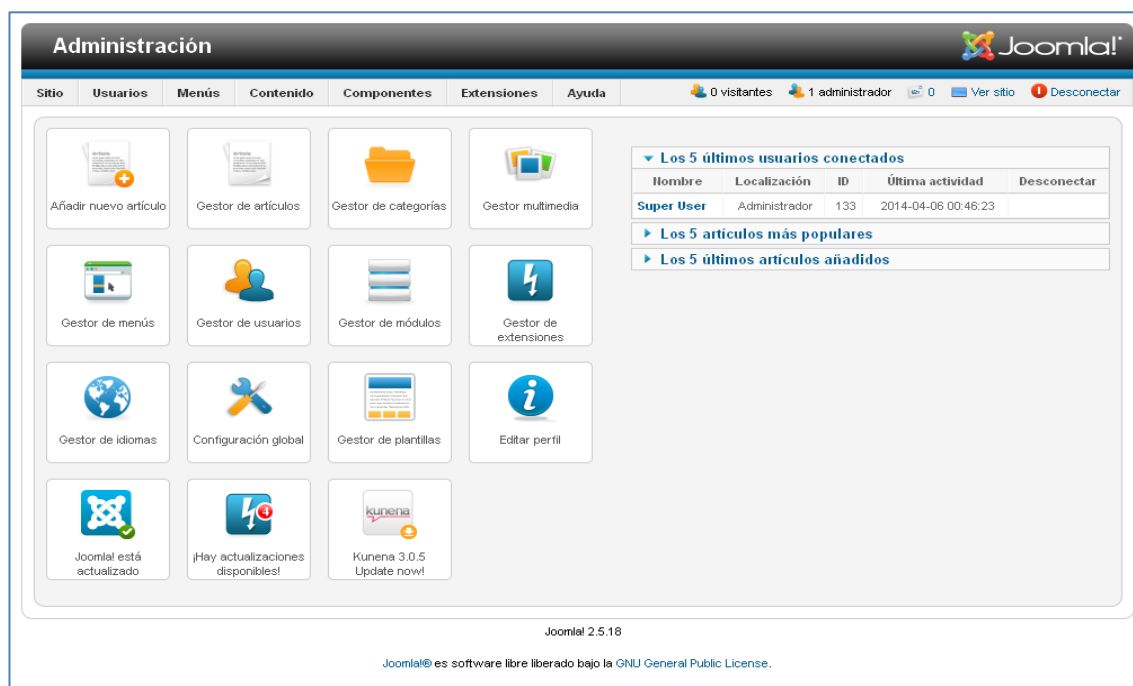 Administración
Joomla!
Sitio Usuarios Menús Contenido Componentes Extensiones Ayuda 0 visitantes 1 administrador 0 Ver sitio Desconectar
Añadir nuevo artículo
Gestor de artículos
Gestor de categorías
Gestor multimedia
Gestor de menús
Gestor de usuarios
Gestor de módulos
Gestor de
extensiones
Gestor de idiomas
Configuración global
Gestor de plantillas
Editar perfil
Joomla! está
actualizado
4
¡Hay actualizaciones
disponibles!
kunena
Kunena 3.0.5
Update now!
Los 5 últimos usuarios conectados
Nombre Localización ID Última actividad Desconectar
Super User Administrador 133 2014-04-06 00:46:23
Los 5 artículos más populares
Los 5 últimos artículos añadidos
Joomla! 2.5.18
Joomla!® es software libre liberado bajo la GNU General Public License.